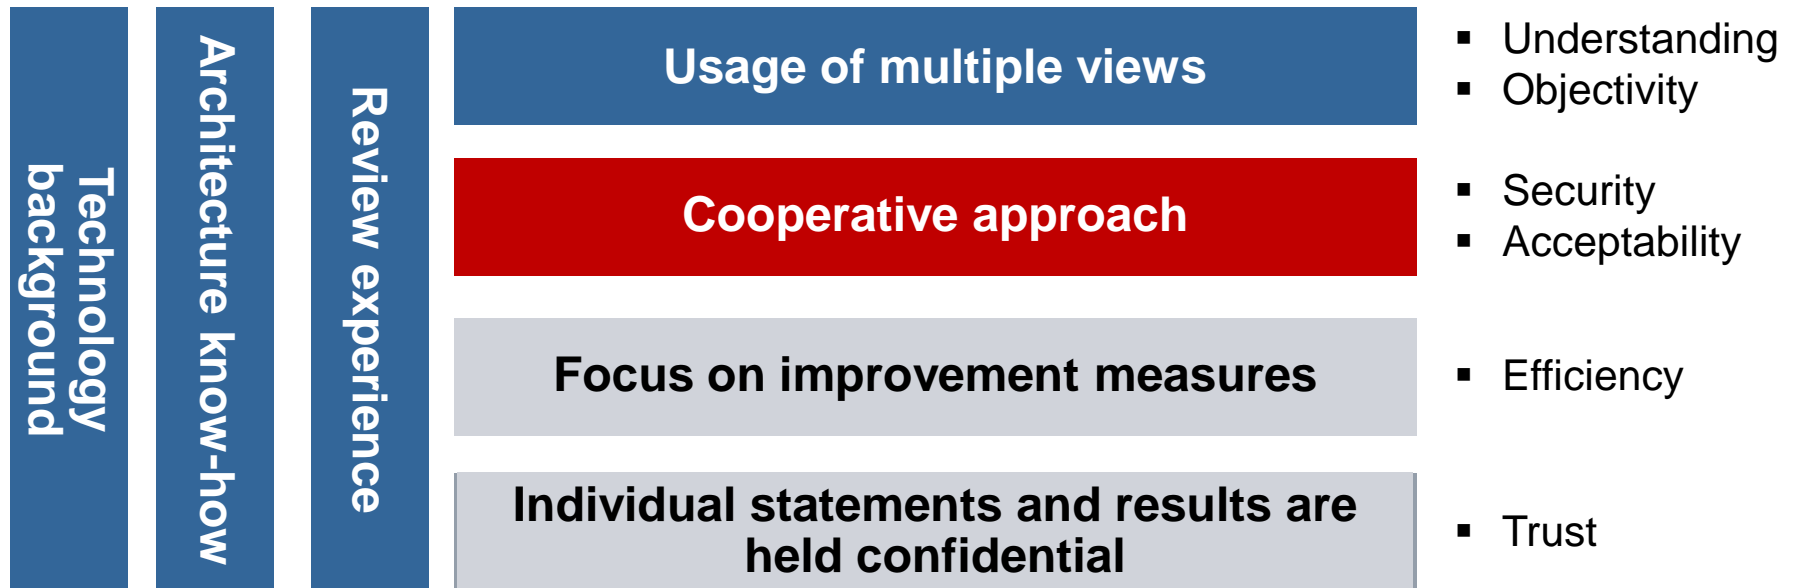 Technology
background
Architecture know-how
Review experience
Usage of multiple views
▪ Understanding
▪ Objectivity
Cooperative approach
▪ Security
▪ Acceptability
Focus on improvement measures
▪ Efficiency
Individual statements and results are
held confidential
▪ Trust